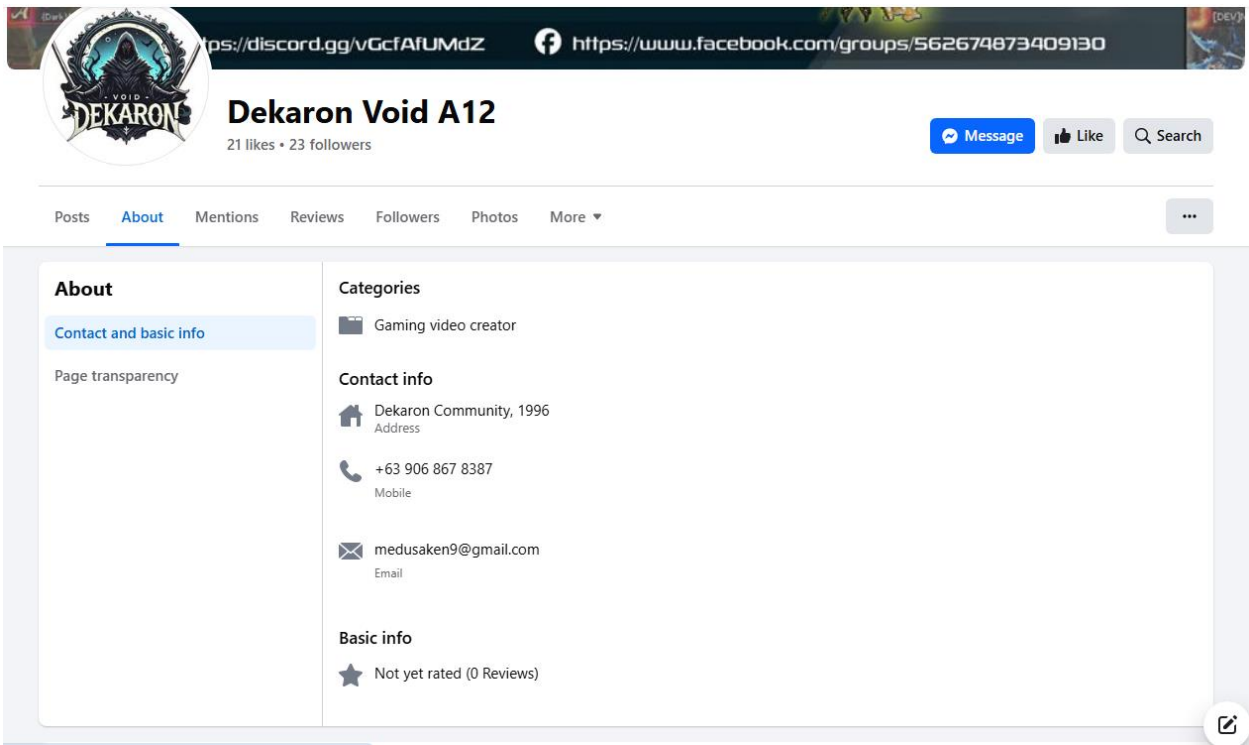 tps://discord.gg/vGcfAfUMdZ
https://www.facebook.com/groups/562674873409130
VOID
DEKARON
Dekaron Void A12
21 likes • 23 followers
Message
Like
Search
Posts
About
Mentions
Reviews
Followers
Photos
More
About
Contact and basic info
Page transparency
Categories
Gaming video creator
Contact info
Dekaron Community, 1996
Address
+63 906 867 8387
Mobile
medusaken9@gmail.com
Email
Basic info
Not yet rated (0 Reviews)